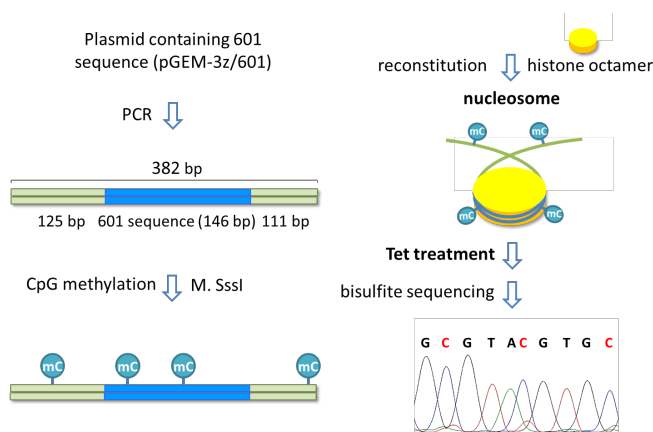 Plasmid containing 601
sequence (pGEM-3z/601)
PCR
382 bp
125 bp 601 sequence (146 bp) 111 bp
CpG methylation M. SssI
mC mC mC mC
reconstitution histone octamer
nucleosome
mC mC
mC mC
Tet treatment
bisulfite sequencing
G C G T A C G T G C